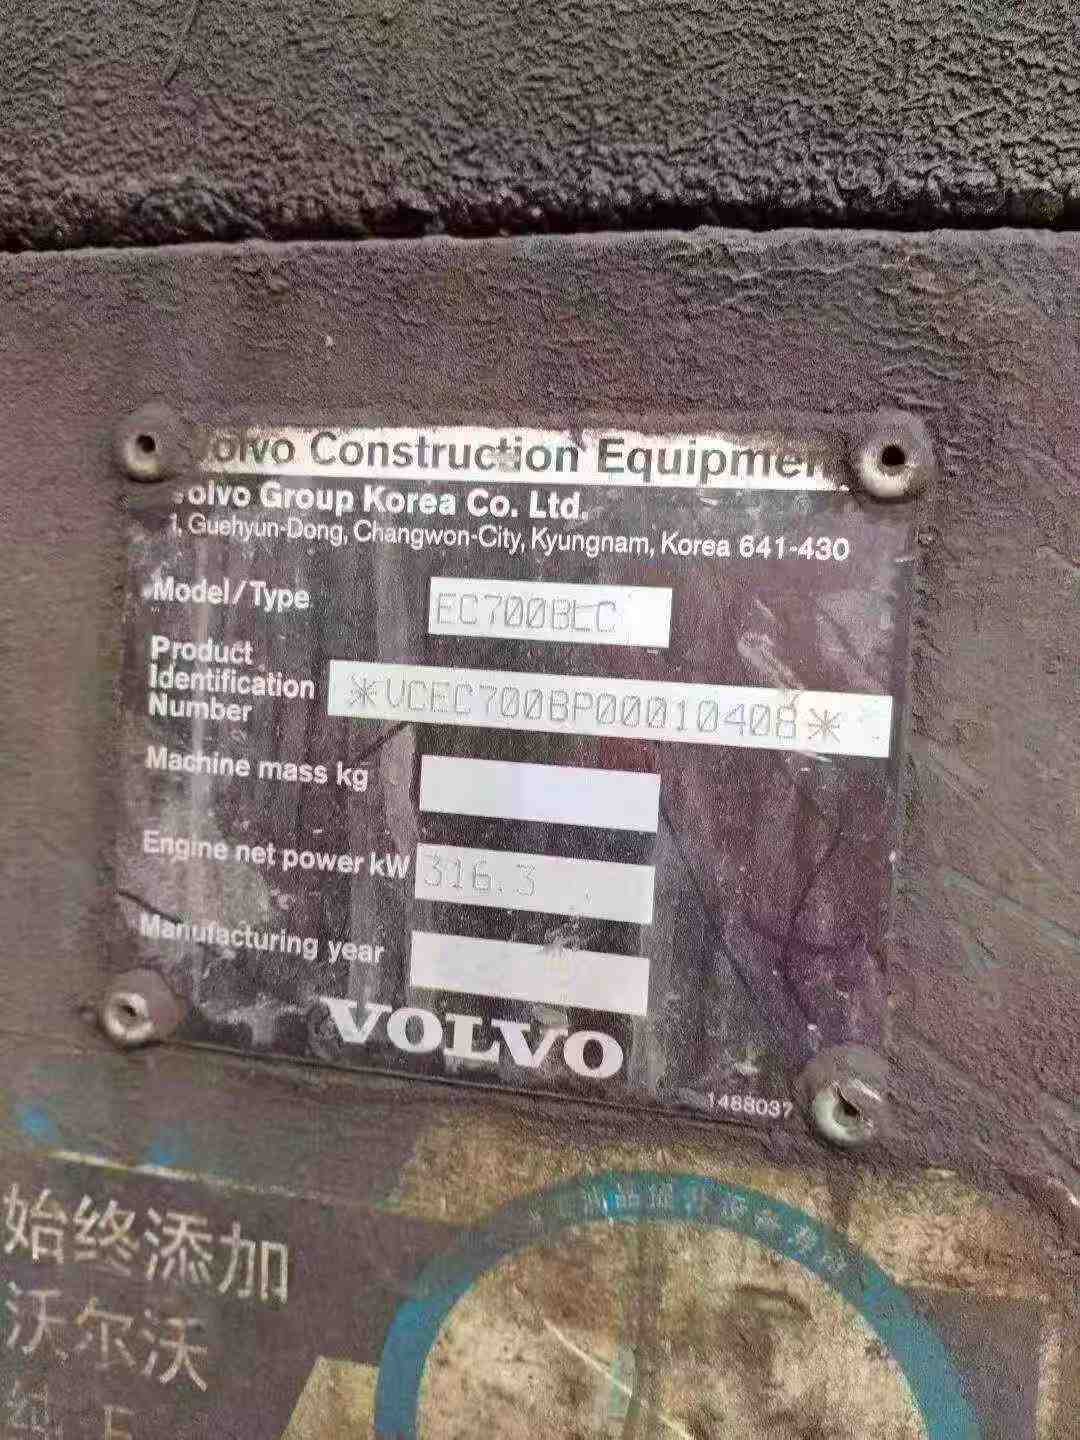 Volvo Construction Equipment
Volvo Group Korea Co. Ltd.
1, Guehyun-Dong, Changwon-City, Kyungnam, Korea 641-430
Model/Type EC700BLC
Product
Identification
Number *VCEC700BP00010408*
Machine mass kg
Engine net power kW 316.3
Manufacturing year
VOLVO
1488037
始终添加
沃尔沃